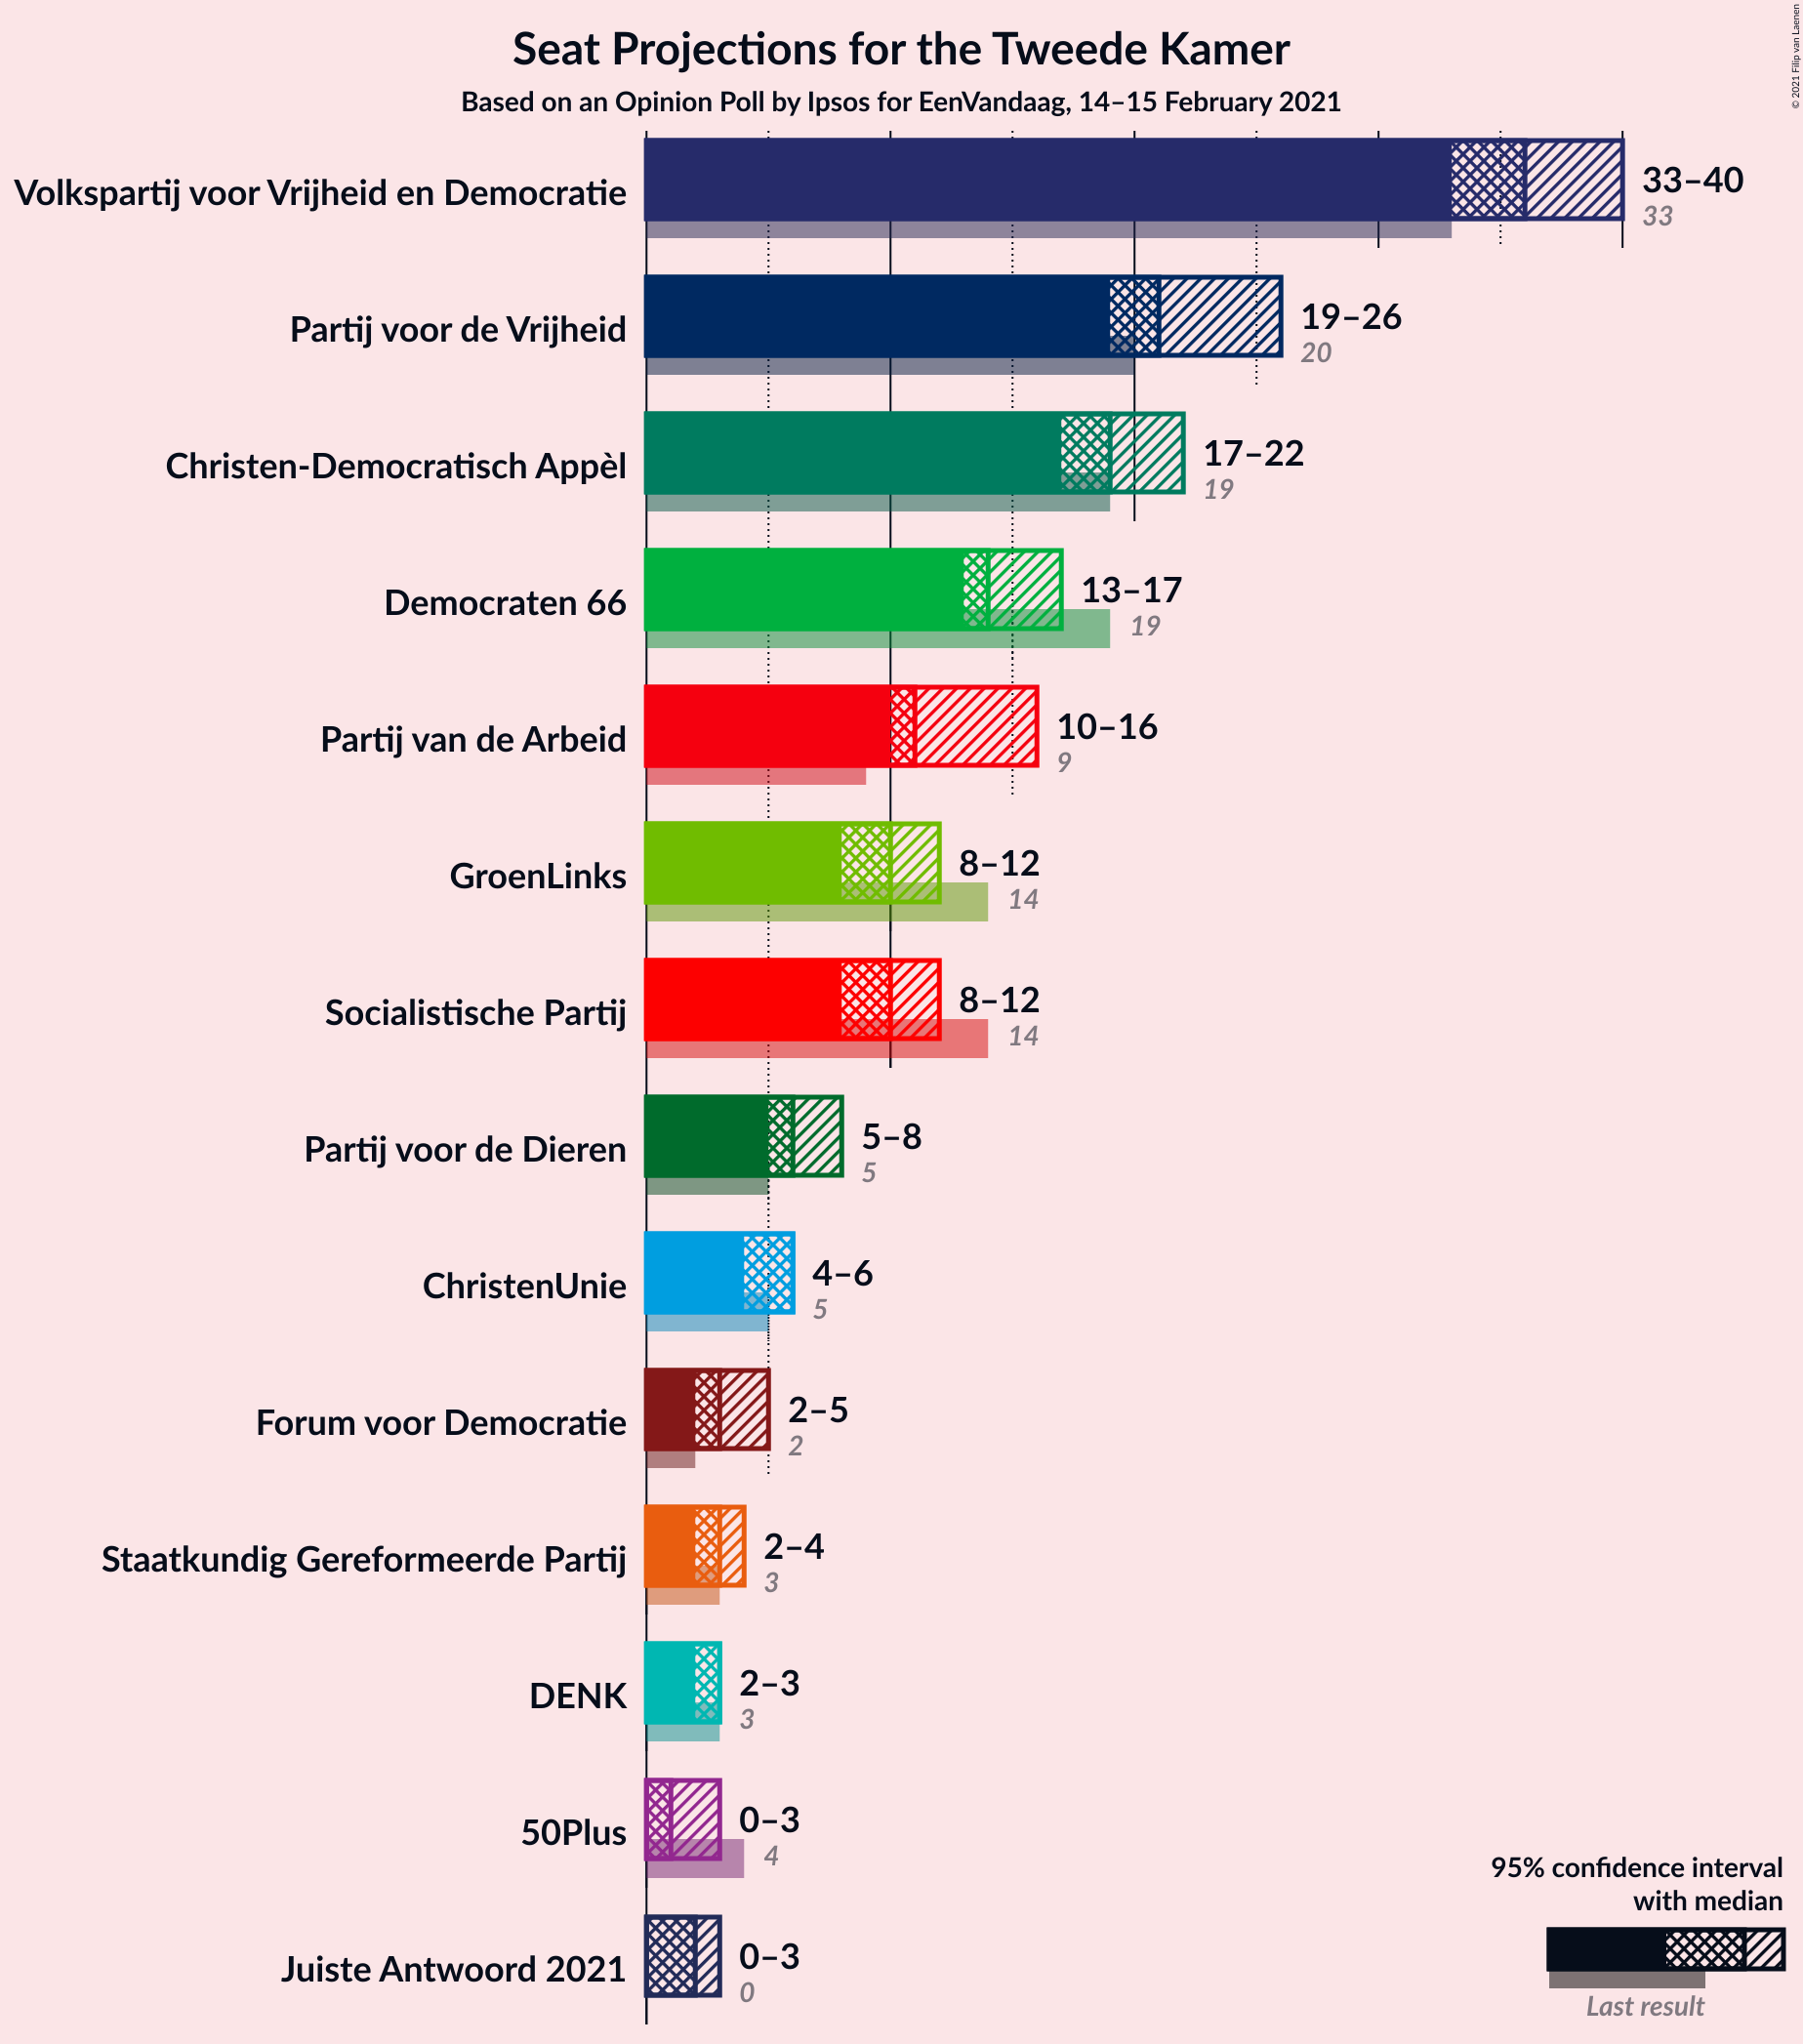 Seat Projections for the Tweede Kamer
Based on an Opinion Poll by Ipsos for EenVandaag, 14–15 February 2021
© 2021 Filip van Laenen
Volkspartij voor Vrijheid en Democratie
33–40
33
Partij voor de Vrijheid
19–26
20
Christen-Democratisch Appèl
17–22
19
Democraten 66
13–17
19
Partij van de Arbeid
10–16
9
GroenLinks
8–12
14
Socialistische Partij
8–12
14
Partij voor de Dieren
5–8
5
ChristenUnie
4–6
5
Forum voor Democratie
2–5
2
Staatkundig Gereformeerde Partij
2–4
3
DENK
2–3
3
50Plus
0–3
4
Juiste Antwoord 2021
0–3
0
95% confidence interval
with median
Last result